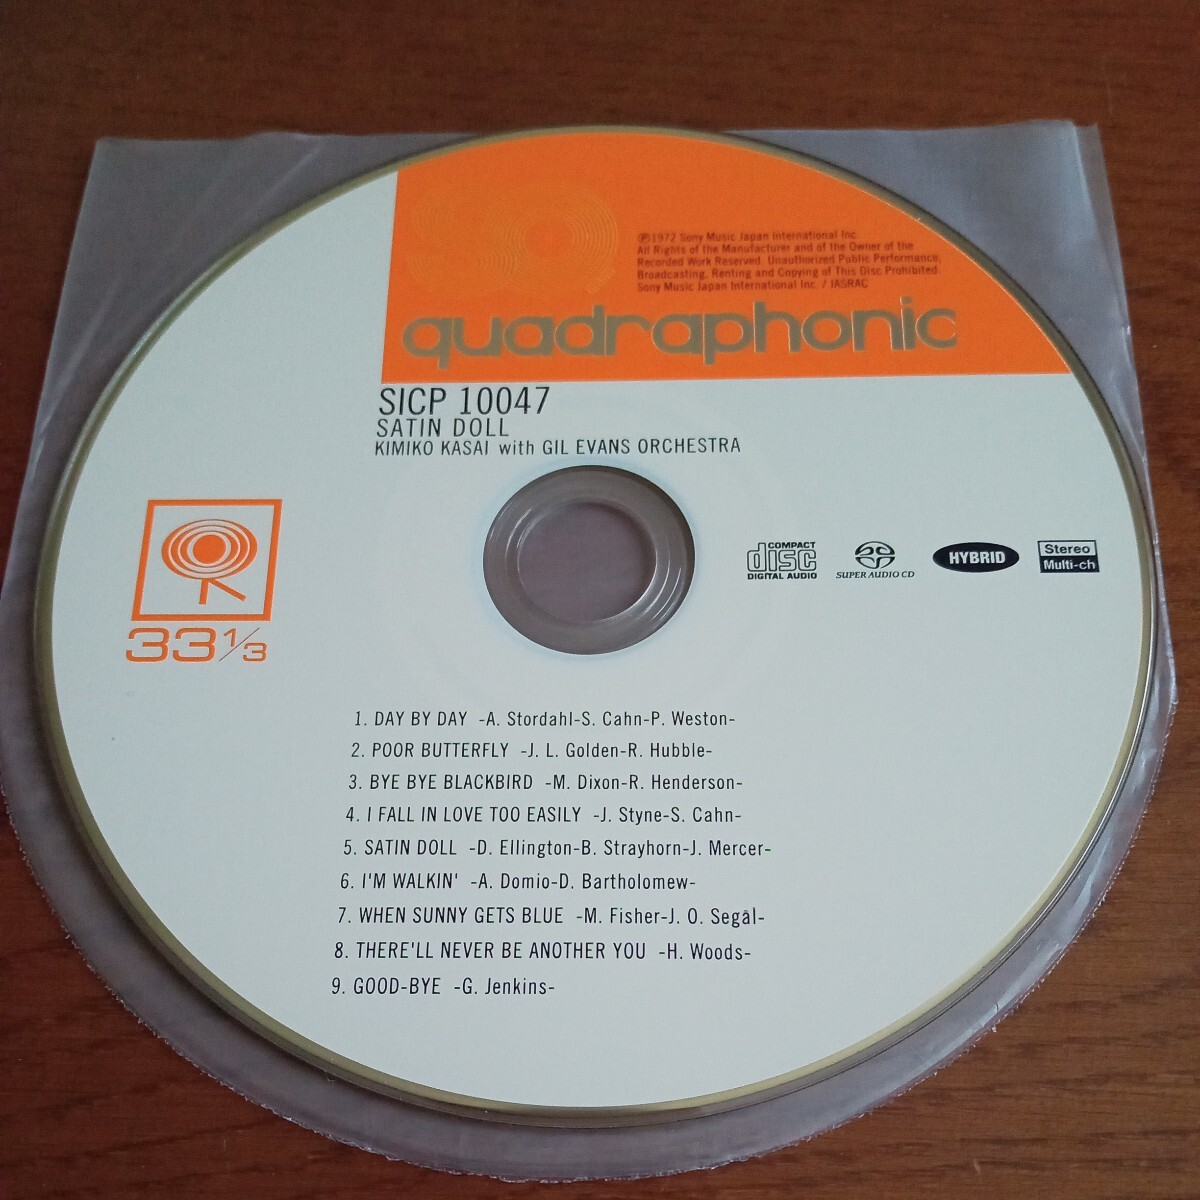 ℗1972 Sony Music Japan International Inc.
All Rights of the Manufacturer and of the Owner of the
Recorded Work Reserved. Unauthorized Public Performance,
Broadcasting, Renting and Copying of This Disc Prohibited.
Sony Music Japan International Inc. / JASRAC
SQ
quadraphonic
SICP 10047
SATIN DOLL
KIMIKO KASAI with GIL EVANS ORCHESTRA
33 1/3
COMPACT
disc
DIGITAL AUDIO
SUPER AUDIO CD
HYBRID
Stereo
Multi-ch
1. DAY BY DAY -A. Stordahl-S. Cahn-P. Weston-
2. POOR BUTTERFLY -J. L. Golden-R. Hubble-
3. BYE BYE BLACKBIRD -M. Dixon-R. Henderson-
4. I FALL IN LOVE TOO EASILY -J. Styne-S. Cahn-
5. SATIN DOLL -D. Ellington-B. Strayhorn-J. Mercer-
6. I'M WALKIN' -A. Domio-D. Bartholomew-
7. WHEN SUNNY GETS BLUE -M. Fisher-J. O. Segal-
8. THERE'LL NEVER BE ANOTHER YOU -H. Woods-
9. GOOD-BYE -G. Jenkins-